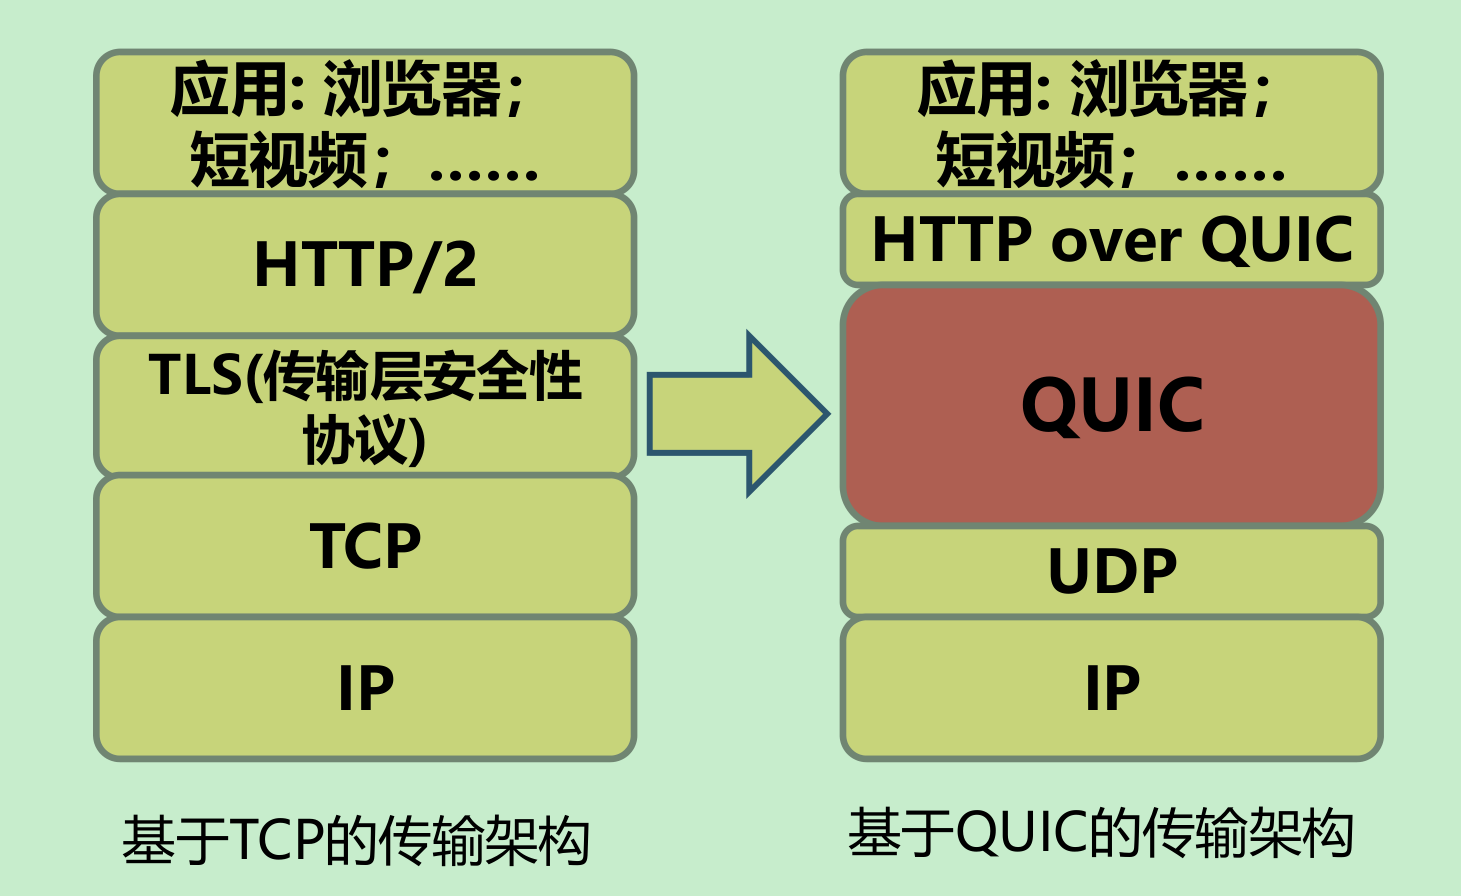 应用: 浏览器；
短视频；……
HTTP/2
TLS(传输层安全性
协议)
TCP
IP
基于TCP的传输架构
应用: 浏览器；
短视频；……
HTTP over QUIC
QUIC
UDP
IP
基于QUIC的传输架构